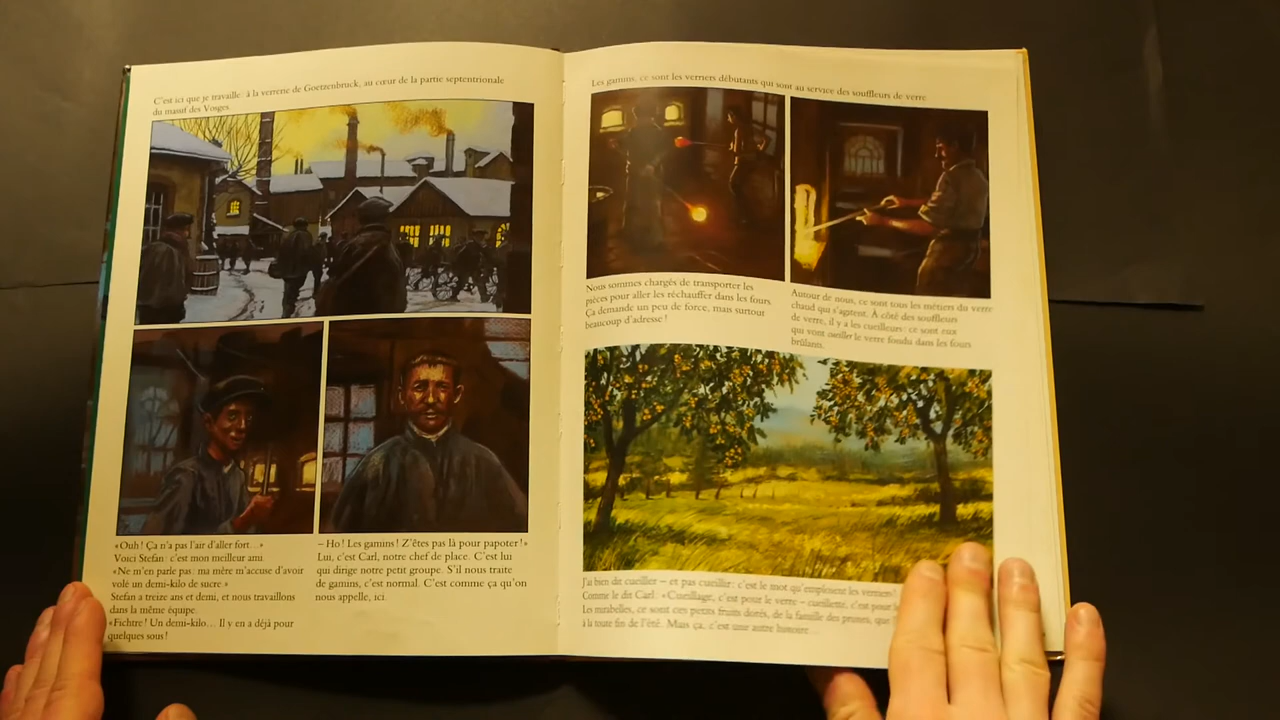 C'est ici que je travaille : à la verrerie de Goetzenbruck, au cœur de la partie septentrionale
du massif des Vosges.
«Ouh ! Ça n'a pas l'air d'aller fort…»
Voici Stefan : c'est mon meilleur ami.
«Ne m'en parle pas : ma mère m'accuse d'avoir
volé un demi-kilo de sucre.»
Stefan a treize ans et demi, et nous travaillons
dans la même équipe.
«Fichtre ! Un demi-kilo… Il y en a déjà pour
quelques sous !
– Ho ! Les gamins ! Z'êtes pas là pour papoter !»
Lui, c'est Carl, notre chef de place. C'est lui
qui dirige notre petit groupe. S'il nous traite
de gamins, c'est normal. C'est comme ça qu'on
nous appelle, ici.
Les gamins, ce sont les verriers débutants qui sont au service des souffleurs de verre.
Nous sommes chargés de transporter les
pièces pour aller les réchauffer dans les fours.
Ça demande un peu de force, mais surtout
beaucoup d'adresse !
Autour de nous, ce sont tous les métiers du verre
chaud qui s'agitent. À côté des souffleurs
de verre, il y a les cueilleurs : ce sont eux
qui vont cueiller le verre fondu dans les fours
brûlants.
J'ai bien dit cueiller – et pas cueillir : c'est le mot qu'emploient les verriers !
Comme le dit Carl : «Cueillage, c'est pour le verre – cueillette, c'est pour
Les mirabelles, ce sont ces petits fruits dorés, de la famille des prunes, que
à la toute fin de l'été. Mais ça, c'est une autre histoire…